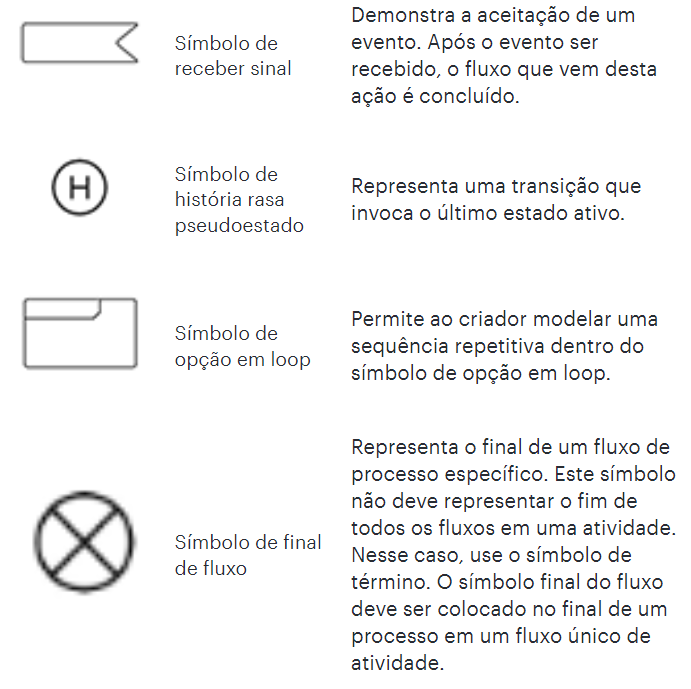 Símbolo de
receber sinal
Demonstra a aceitação de um
evento. Após o evento ser
recebido, o fluxo que vem desta
ação é concluído.
H
Símbolo de
história rasa
pseudoestado
Representa uma transição que
invoca o último estado ativo.
Símbolo de
opção em loop
Permite ao criador modelar uma
sequência repetitiva dentro do
símbolo de opção em loop.
Símbolo de final
de fluxo
Representa o final de um fluxo de
processo específico. Este símbolo
não deve representar o fim de
todos os fluxos em uma atividade.
Nesse caso, use o símbolo de
término. O símbolo final do fluxo
deve ser colocado no final de um
processo em um fluxo único de
atividade.